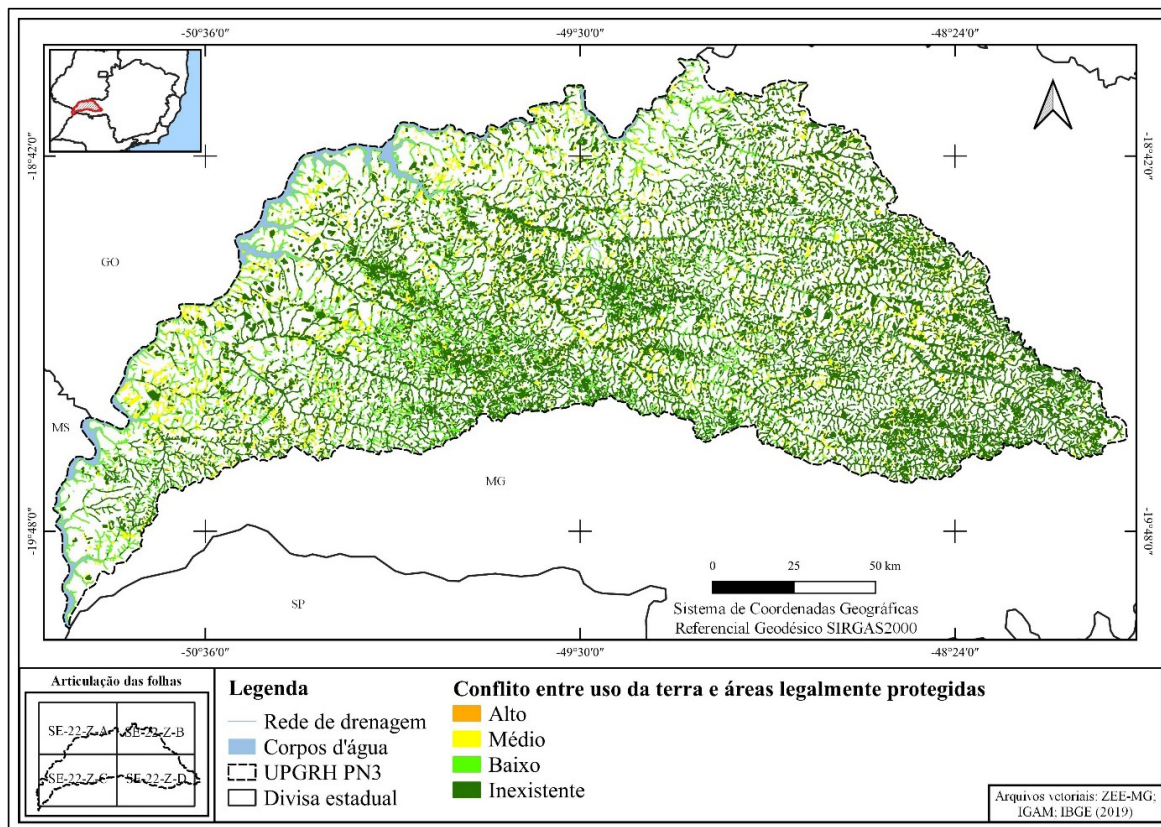 -50°36'0"
-49°30'0"
-48°24'0"
-18°42'0"
-18°42'0"
GO
MS
MG
SP
-19°48'0"
-19°48'0"
0 25 50 km
Sistema de Coordenadas Geográficas
Referencial Geodésico SIRGAS2000
-50°36'0"
-49°30'0"
-48°24'0"
Articulação das folhas
SE-22-Z-A
SE-22-Z-B
SE-22-Z-C
SE-22-Z-D
Legenda
Rede de drenagem
Corpos d'água
UPGRH PN3
Divisa estadual
Conflito entre uso da terra e áreas legalmente protegidas
Alto
Médio
Baixo
Inexistente
Arquivos vetoriais: ZEE-MG;
IGAM; IBGE (2019)